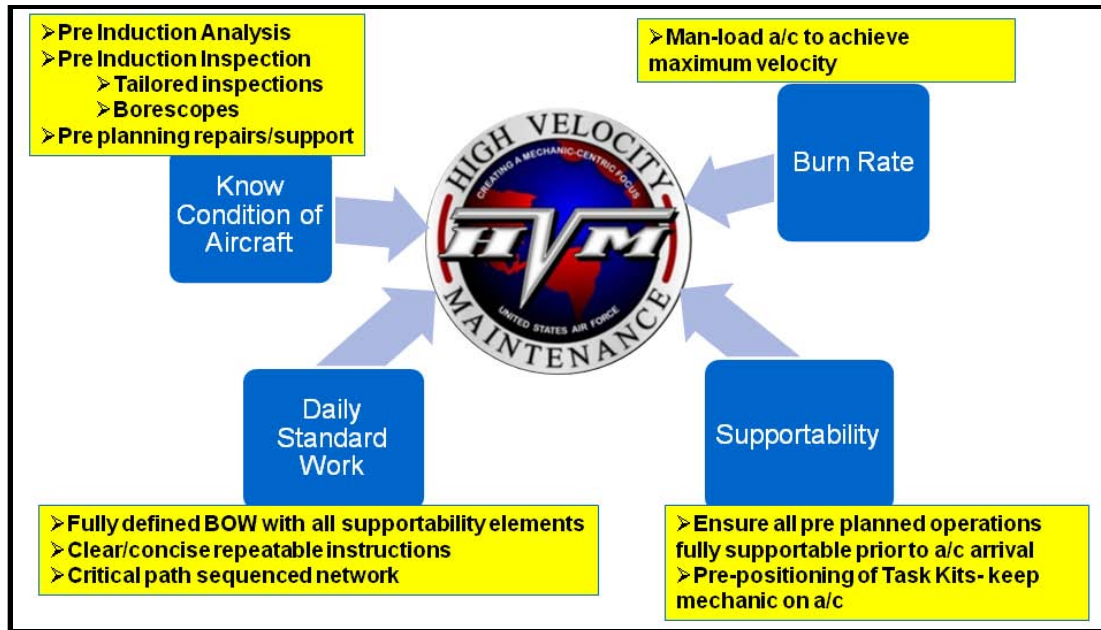 ➢Pre Induction Analysis
➢Pre Induction Inspection
➢Tailored inspections
➢Borescopes
➢Pre planning repairs/support
Know
Condition of
Aircraft
➢Man-load a/c to achieve
maximum velocity
Burn Rate
HIGH VELOCITY
CREATING A MECHANIC-CENTRIC FOCUS
HVM
UNITED STATES AIR FORCE
MAINTENANCE
Daily
Standard
Work
➢Fully defined BOW with all supportability elements
➢Clear/concise repeatable instructions
➢Critical path sequenced network
Supportability
➢Ensure all pre planned operations
fully supportable prior to a/c arrival
➢Pre-positioning of Task Kits- keep
mechanic on a/c